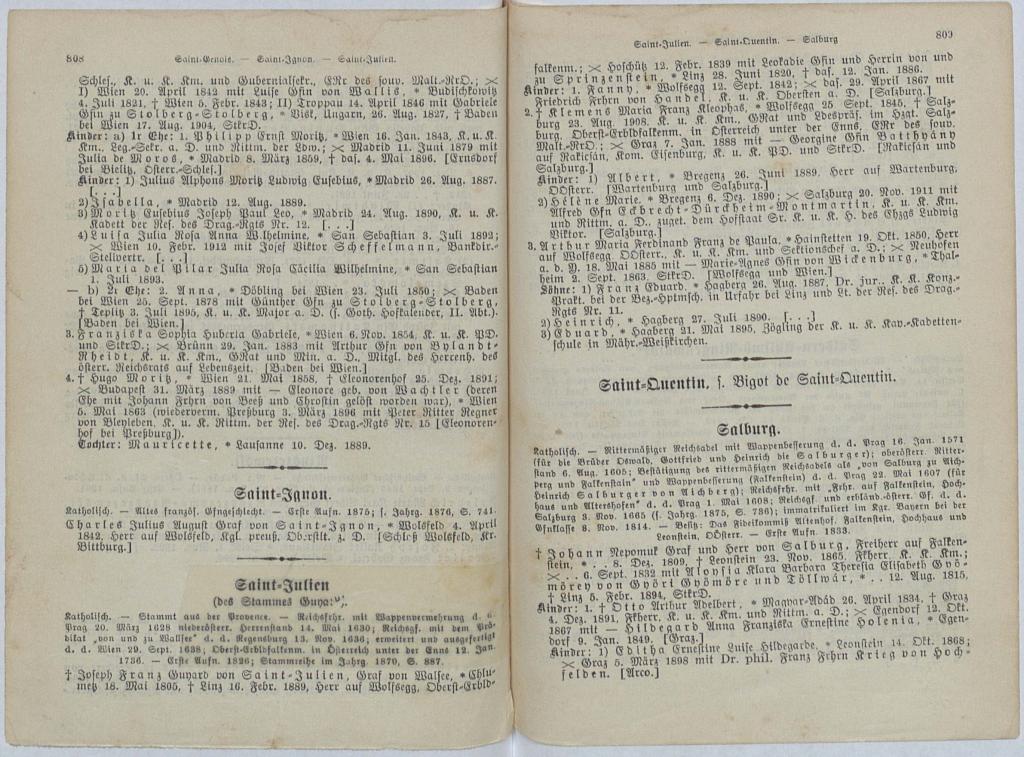 808 Saint-Genois. — Saint-Ignon. — Saint-Julien.
Schles., K. u. K. Km. und Gubernialsekr., ERr des souv. Malt.-RrO.; ⚔
I) Wien 20. April 1842 mit Luise Gfin von Wallis, * Budischkowitz
4. Juli 1821, † Wien 5. Febr. 1843; II) Troppau 14. April 1846 mit Gabriele
Gfin zu Stolberg-Stolberg, * Visk, Ungarn, 26. Aug. 1827, † Baden
bei Wien 17. Aug. 1904, StkrD.
Kinder: a) 1r Ehe: 1. Philipp Ernst Moritz, * Wien 16. Jan. 1843, K. u. K.
Km. Leg.-Sekr. a. D. und Rittm. der Ldw.; ⚔ Madrid 11. Juni 1879 mit
Julia de Moros, * Madrid 8. März 1859, † das. 4. Mai 1896. [Ernsdorf
bei Bielitz, Österr.-Schles.]
Kinder: 1) Julius Alphons Moritz Ludwig Eusebius, * Madrid 26. Aug. 1887.
[. . .]
2) Isabella, * Madrid 12. Aug. 1889.
3) Moritz Eusebius Joseph Paul Leo, * Madrid 24. Aug. 1890, K. u. K.
Kadett der Res. des Drag.-Rgts Nr. 12. [. . .]
4) Luisa Julia Rosa Anna Wilhelmine, * San Sebastian 3. Juli 1892;
⚔ Wien 10. Febr. 1912 mit Josef Viktor Scheffelmann, Bankdir.-
Stellvertr. [. . .]
5) Maria del Pilar Julia Rosa Cäcilia Wilhelmine, * San Sebastian
1. Juli 1893.
— b) 2r Ehe: 2. Anna, * Döbling bei Wien 23. Juli 1850; ⚔ Baden
bei Wien 25. Sept. 1878 mit Günther Gfn zu Stolberg-Stolberg,
† Teplitz 3. Juli 1895, K. u. K. Major a. D. (s. Goth. Hofkalender, II. Abt.).
[Baden bei Wien.]
3. Franziska Sophia Huberta Gabriele, * Wien 6. Nov. 1854, K. u. K. PD.
und StkrD.; ⚔ Brünn 29. Jan. 1883 mit Arthur Gfn von Bylandt-
Rheidt, K. u. K. Km., GRat und Min. a. D., Mitgl. des Herrenh. des
österr. Reichsrats auf Lebenszeit. [Baden bei Wien.]
4. † Hugo Moritz, * Wien 21. Mai 1858, † Eleonorenhof 25. Dez. 1891;
⚔ Budapest 31. März 1889 mit — Eleonore geb. von Wachtler (deren
Ehe mit Johann Frhrn von Beeß und Chrostin gelöst worden war), * Wien
5. Mai 1863 (wiederverm. Preßburg 3. März 1896 mit Peter Ritter Regner
von Bleyleben, K. u. K. Rittm. der Res. des Drag.-Rgts Nr. 15 [Eleonoren-
hof bei Preßburg]).
Tochter: Mauricette, * Lausanne 10. Dez. 1889.
Saint-Ignon.
Katholisch. — Altes französ. Gfngeschlecht. — Erste Aufn. 1875; s. Jahrg. 1876, S. 741.
Charles Julius August Graf von Saint-Ignon, * Wolsfeld 4. April
1842, Herr auf Wolsfeld, Kgl. preuß. Oberstlt. z. D. [Schloß Wolsfeld, Kr.
Bittburg.]
Saint-Julien
(des Stammes Guyard).
Katholisch. — Stammt aus der Provence. — Reichsfrhr. mit Wappenvermehrung d. d.
Prag 20. März 1628 niederösterr. Herrenstand 14. Mai 1630; Reichsgf. mit dem Prä-
dikat „von und zu Wallsee“ d. d. Regensburg 13. Nov. 1636; erweitert und ausgefertigt
d. d. Wien 29. Sept. 1638, Oberst-Erbldfalkenm. in Österreich unter der Enns 12. Jan.
1736. — Erste Aufn. 1826; Stammreihe im Jahrg. 1870, S. 887.
† Joseph Franz Guyard von Saint-Julien, Graf von Walsee, * Chlu-
metz 18. Mai 1805, † Linz 16. Febr. 1889, Herr auf Wolfsegg, Oberst-Erbld-
Saint-Julien. — Saint-Quentin. — Salburg 809
falkenm.; ⚔ Hoschütz 12. Febr. 1839 mit Leokadie Gfin und Herrin von und
zu Sprinzenstein, * Linz 28. Juni 1820, † das. 12. Jan. 1886.
Kinder: 1. Fanny, * Wolfsegg 12. Sept. 1842; ⚔ das. 29. April 1867 mit
Friedrich Frhrn von Handel, K. u. K. Obersten a. D. [Salzburg.]
2. † Klemens Maria Franz Kleophas, * Wolfsegg 25. Sept. 1845, † Salz-
burg 23. Aug. 1908, K. u. K. Km., GRat und Ldespräs. im Hzgt. Salz-
burg, Oberst-Erbldfalkenm. in Österreich unter der Enns, ERr des souv.
Malt.-RrO.; ⚔ Graz 7. Jan. 1888 mit — Georgine Gfin Batthyány
auf Rakicsán, Kom. Eisenburg, K. u. K. PD. und StkrD. [Rakicsán und
Salzburg.]
Kinder: 1) Albert, * Bregenz 26. Juni 1889, Herr auf Wartenburg,
OÖsterr. [Wartenburg und Salzburg.]
2) Hélène Marie, * Bregenz 6. Dez. 1890; ⚔ Salzburg 20. Nov. 1911 mit
Alfred Gfn Eckbrecht-Dürckheim-Montmartin, K. u. K. Km.
und Rittm. a. D., zuget. dem Hofstaat Sr. K. u. K. H. des Ehzgs Ludwig
Viktor. [Salzburg.]
3. Arthur Maria Ferdinand Franz de Paula, * Hainstetten 19. Okt. 1850, Herr
auf Wolfsegg, OÖsterr., K. u. K. Km. und Sektionschef a. D.; ⚔ Neuhofen
a. d. Y. 18. Mai 1885 mit — Marie-Agnes Gfin von Wickenburg, * Thal-
heim 2. Sept. 1863, StkrD. [Wolfsegg und Wien.]
Söhne: 1) Franz Eduard, * Hagberg 26. Aug. 1887, Dr. jur., K. K. Konz.-
Prakt. bei der Bez.-Hptmsch. in Urfahr bei Linz und Lt. der Res. des Drag.-
Rgts Nr. 11.
2) Heinrich, * Hagberg 27. Juli 1890. [. . .]
3) Eduard, * Hagberg 21. Mai 1895, Zögling der K. u. K. Kav.-Kadetten-
schule in Mähr.-Weißkirchen.
Saint-Quentin, s. Bigot de Saint-Quentin.
Salburg.
Katholisch. — Rittermäßiger Reichsadel mit Wappenbesserung d. d. Prag 16. Jan. 1571
(für die Brüder Oswald, Gottfried und Heinrich die Salburger); oberösterr. Ritter-
stand 6. Aug. 1605; Bestätigung des rittermäßigen Reichsadels als „von Salburg zu Aich-
perg und Falkenstain“ und Wappenbesserung (Falkenstein) d. d. Prag 22. Mai 1607 (für
Heinrich Salburger von Aichberg); Reichsfrhr. mit „Frhr. auf Falkenstein, Hoch-
haus und Altershofen“ d. d. Prag 1. Mai 1608; Reichsgf. und erbländ.-österr. Gf. d. d.
Salzburg 3. Nov. 1665 (s. Jahrg. 1875, S. 736); immatrikuliert im Kgr. Bayern bei der
Gfnklasse 8. Nov. 1814. — Besitz: Das Fideikommiß Altenhof, Falkenstein, Hochhaus und
Leonstein, OÖsterr. — Erste Aufn. 1833.
† Johann Nepomuk Graf und Herr von Salburg, Freiherr auf Falken-
stein, * . . 8. Dez. 1809, † Leonstein 23. Nov. 1865, Fkherr, K. K. Km.;
⚔ . . 6. Sept. 1832 mit Aloysia Klara Barbara Theresia Elisabeth Gyö-
mörey von Györi Gyömöre und Töllwár, * . . 12. Aug. 1815,
† Linz 5. Febr. 1894, StkrD.
Kinder: 1. † Otto Arthur Adelbert, * Magyar-Adáb 26. April 1834, † Graz
4. Dez. 1891, Fkherr, K. u. K. Km. und Rittm. a. D.; ⚔ Egendorf 12. Okt.
1867 mit — Hildegard Anna Franziska Ernestine Holenia, * Egen-
dorf 9. Jan. 1849. [Graz.]
Kinder: 1) Editha Ernestine Luise Hildegarde, * Leonstein 14. Okt. 1868;
⚔ Graz 5. März 1898 mit Dr. phil. Franz Frhrn Krieg von Hoch-
felden. [Arco.]